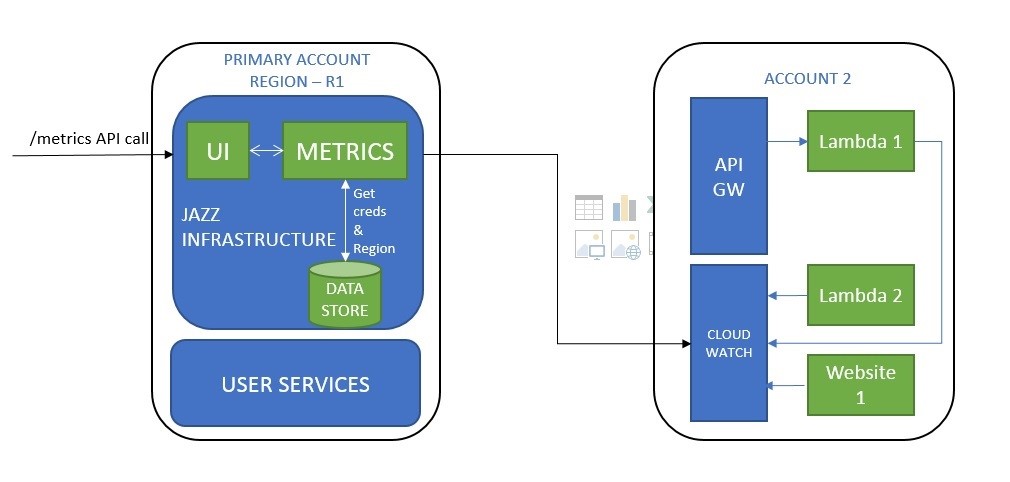 PRIMARY ACCOUNT
REGION – R1
/metrics API call
UI
METRICS
Get
creds
&
Region
JAZZ
INFRASTRUCTURE
DATA
STORE
USER SERVICES
ACCOUNT 2
API
GW
Lambda 1
Lambda 2
CLOUD
WATCH
Website
1